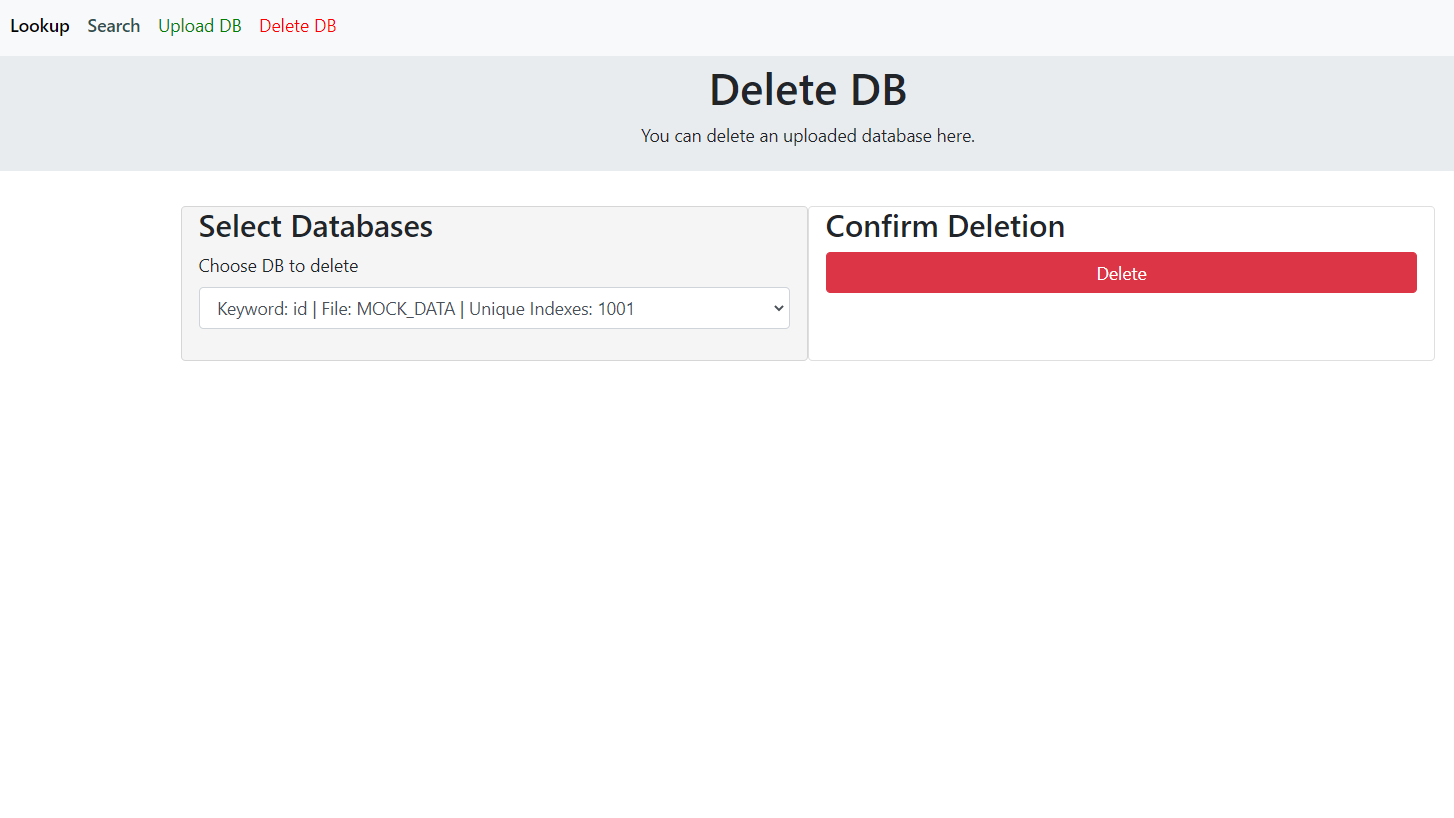 Lookup Search Upload DB Delete DB
Delete DB
You can delete an uploaded database here.
Select Databases
Choose DB to delete
Keyword: id | File: MOCK_DATA | Unique Indexes: 1001
Confirm Deletion
Delete